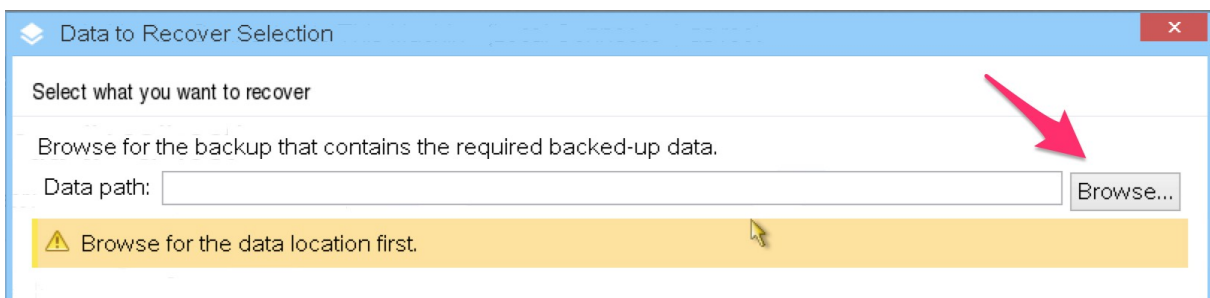 Data to Recover Selection
Select what you want to recover
Browse for the backup that contains the required backed-up data.
Data path:
Browse...
Browse for the data location first.